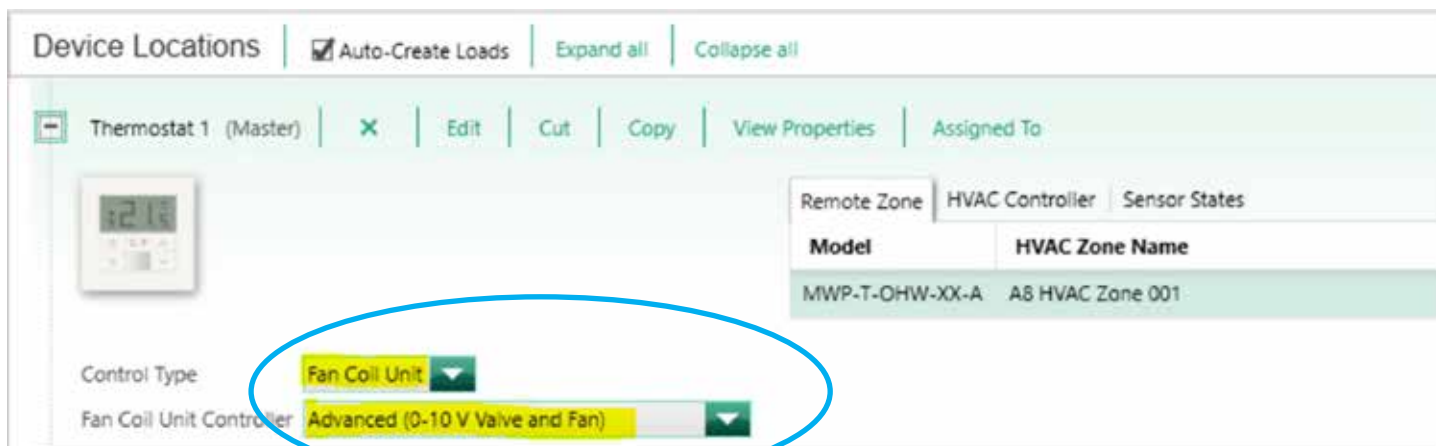 Device Locations Auto-Create Loads Expand all Collapse all
Thermostat 1 (Master) Edit Cut Copy View Properties Assigned To
Remote Zone HVAC Controller Sensor States
Model HVAC Zone Name
MWP-T-OHW-XX-A A8 HVAC Zone 001
Control Type Fan Coil Unit
Fan Coil Unit Controller Advanced (0-10 V Valve and Fan)